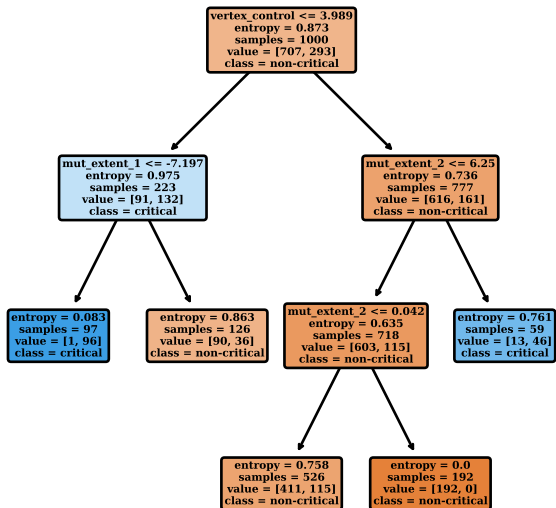 vertex_control <= 3.989
entropy = 0.873
samples = 1000
value = [707, 293]
class = non-critical
mut_extent_1 <= -7.197
entropy = 0.975
samples = 223
value = [91, 132]
class = critical
mut_extent_2 <= 6.25
entropy = 0.736
samples = 777
value = [616, 161]
class = non-critical
entropy = 0.083
samples = 97
value = [1, 96]
class = critical
entropy = 0.863
samples = 126
value = [90, 36]
class = non-critical
mut_extent_2 <= 0.042
entropy = 0.635
samples = 718
value = [603, 115]
class = non-critical
entropy = 0.761
samples = 59
value = [13, 46]
class = critical
entropy = 0.758
samples = 526
value = [411, 115]
class = non-critical
entropy = 0.0
samples = 192
value = [192, 0]
class = non-critical